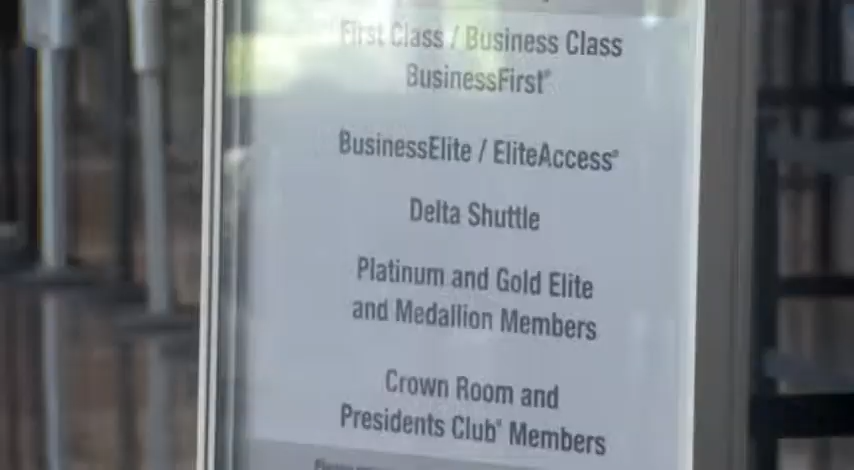 First Class / Business Class
BusinessFirst®
BusinessElite / EliteAccess®
Delta Shuttle
Platinum and Gold Elite
and Medallion Members
Crown Room and
Presidents Club® Members